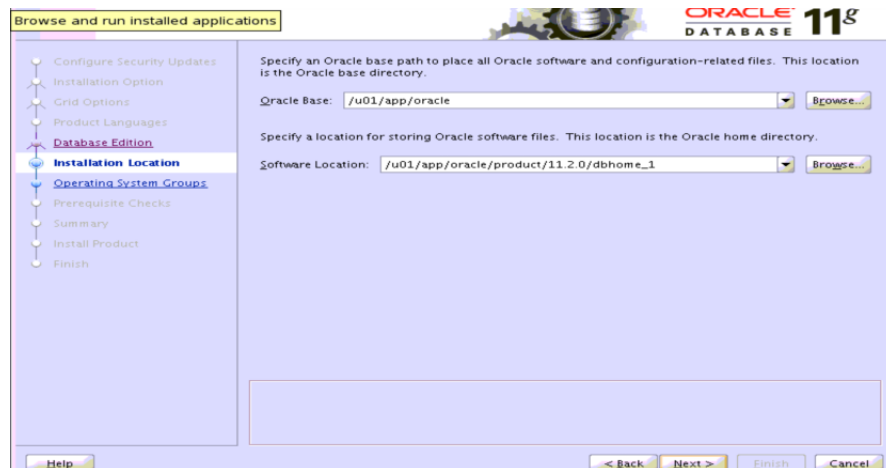 Browse and run installed applications
ORACLE
DATABASE 11g
Configure Security Updates
Installation Option
Grid Options
Product Languages
Database Edition
Installation Location
Operating System Groups
Prerequisite Checks
Summary
Install Product
Finish
Specify an Oracle base path to place all Oracle software and configuration-related files. This location
is the Oracle base directory.
Oracle Base: /u01/app/oracle Browse...
Specify a location for storing Oracle software files. This location is the Oracle home directory.
Software Location: /u01/app/oracle/product/11.2.0/dbhome_1 Browse...
Help < Back Next > Finish Cancel